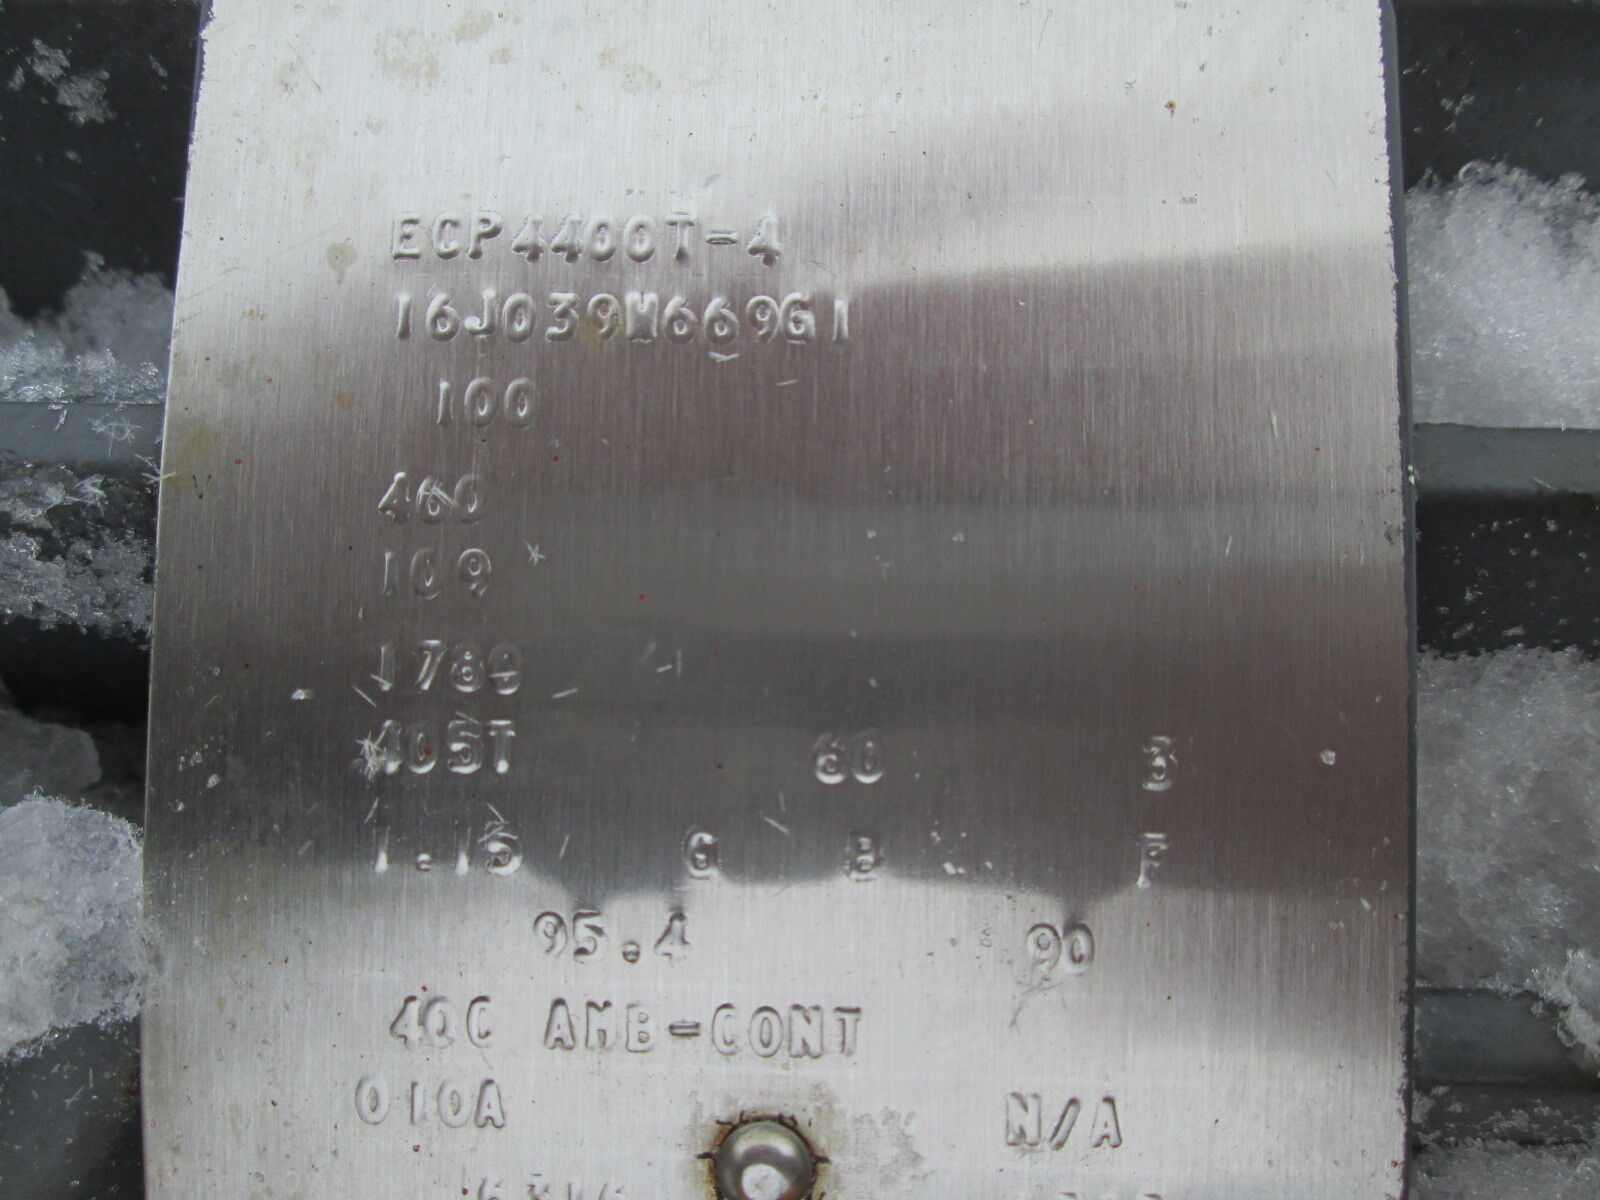 ECP4400T-4
16J039M669G1
100
460
109
1780
405T 60 3
1.15 G B F
95.4 90
40C AMB-CONT
010A N/A